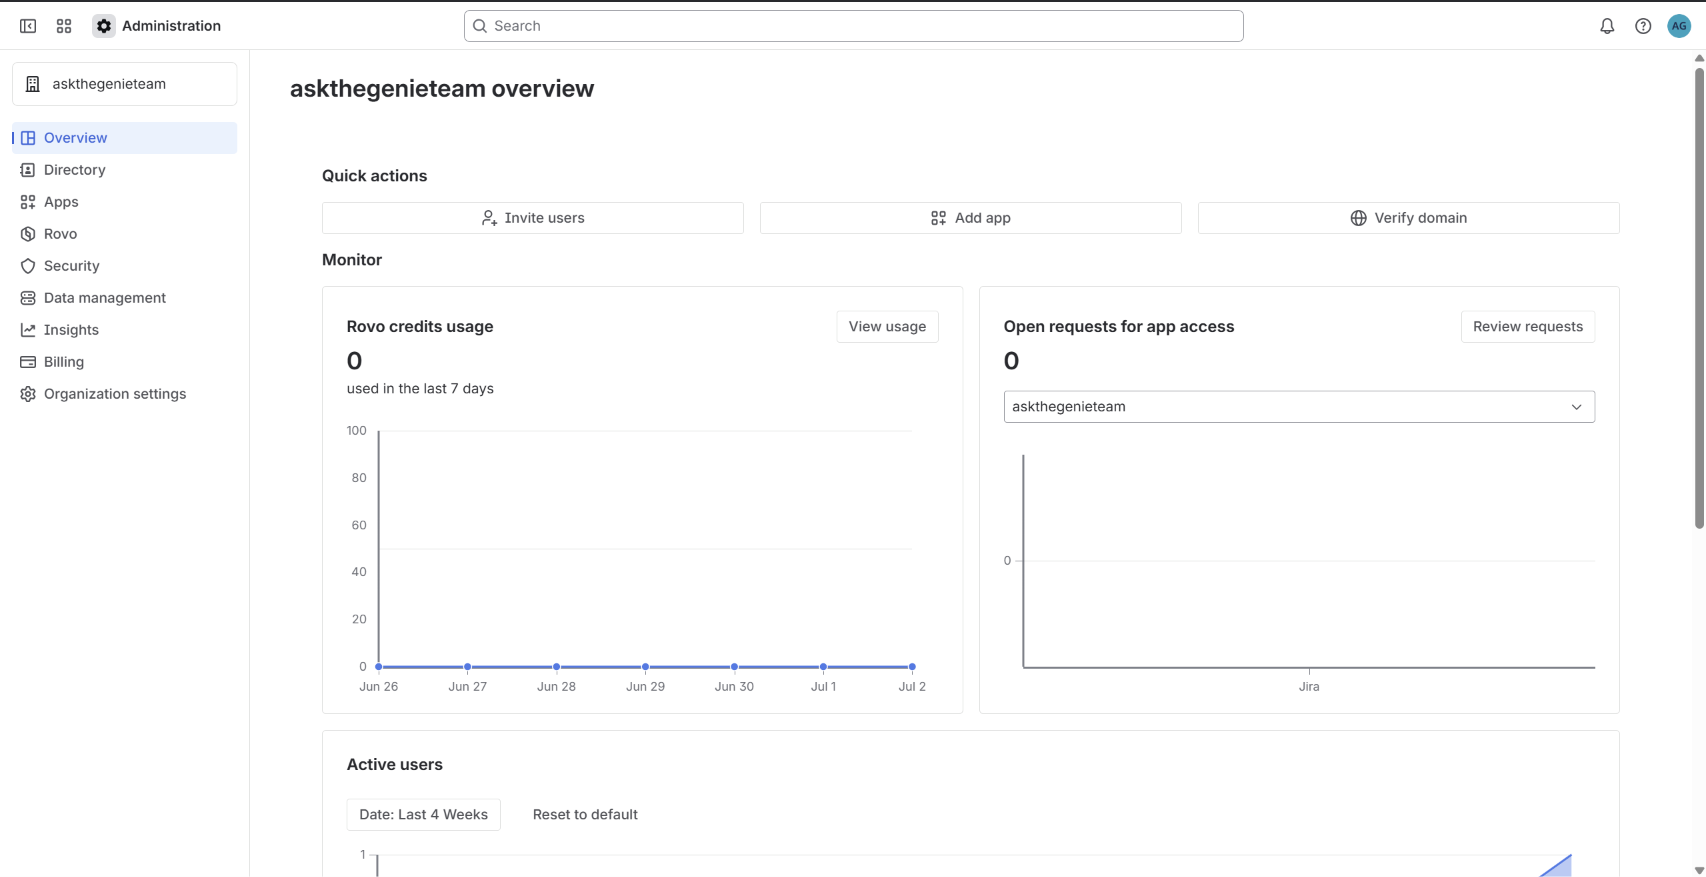 Administration
Search
AG
askthegenieteam
Overview
Directory
Apps
Rovo
Security
Data management
Insights
Billing
Organization settings
askthegenieteam overview
Quick actions
Invite users
Add app
Verify domain
Monitor
Rovo credits usage
View usage
0
used in the last 7 days
100
80
60
40
20
0
Jun 26 Jun 27 Jun 28 Jun 29 Jun 30 Jul 1 Jul 2
Open requests for app access
Review requests
0
askthegenieteam
0
Jira
Active users
Date: Last 4 Weeks
Reset to default
1